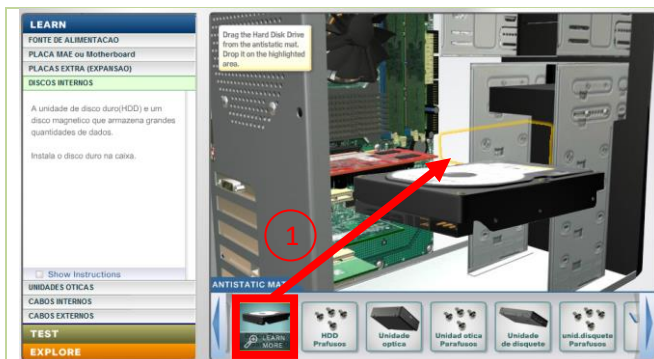 LEARN
FONTE DE ALIMENTACAO
PLACA MAE ou Motherboard
PLACAS EXTRA (EXPANSAO)
DISCOS INTERNOS
A unidade de disco duro(HDD) e um
disco magnetico que armazena grandes
quantidades de dados.
Instala o disco duro na caixa.
Show Instructions
UNIDADES OTICAS
CABOS INTERNOS
CABOS EXTERNOS
TEST
EXPLORE
Drag the Hard Disk Drive
from the antistatic mat.
Drop it on the highlighted
area.
1
ANTISTATIC MA
LEARN
MORE
HDD
Prafusos
Unidade
optica
Unidad otica
Parafusos
Unidade
de disquete
unid.disquete
Parafusos